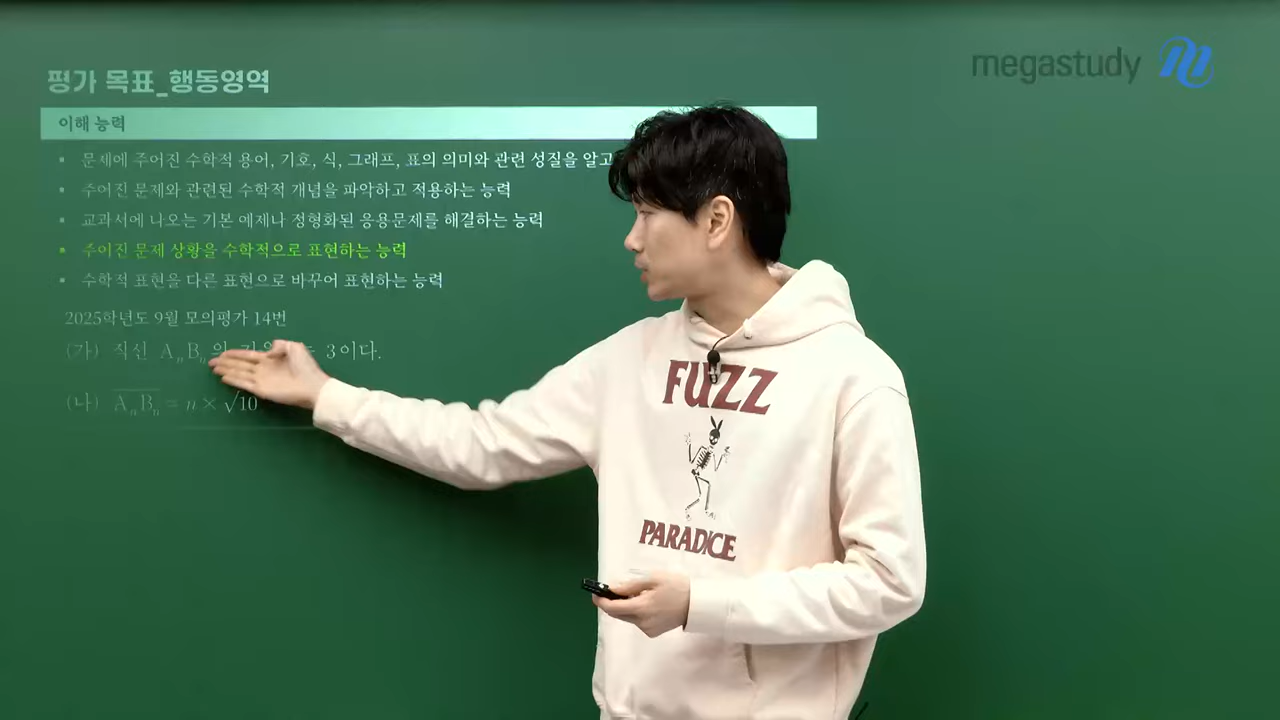 megastudy
평가 목표_행동영역
이해 능력
▪ 문제에 주어진 수학적 용어, 기호, 식, 그래프, 표의 의미와 관련 성질을 알고
▪ 주어진 문제와 관련된 수학적 개념을 파악하고 적용하는 능력
▪ 교과서에 나오는 기본 예제나 정형화된 응용문제를 해결하는 능력
▪ 주어진 문제 상황을 수학적으로 표현하는 능력
▪ 수학적 표현을 다른 표현으로 바꾸어 표현하는 능력
2025학년도 9월 모의평가 14번
(가) 직선 AₙBₙ의 3이다.
(나) A̅ₙ̅B̅ₙ̅ = n × √10
FUZZ
PARADICE